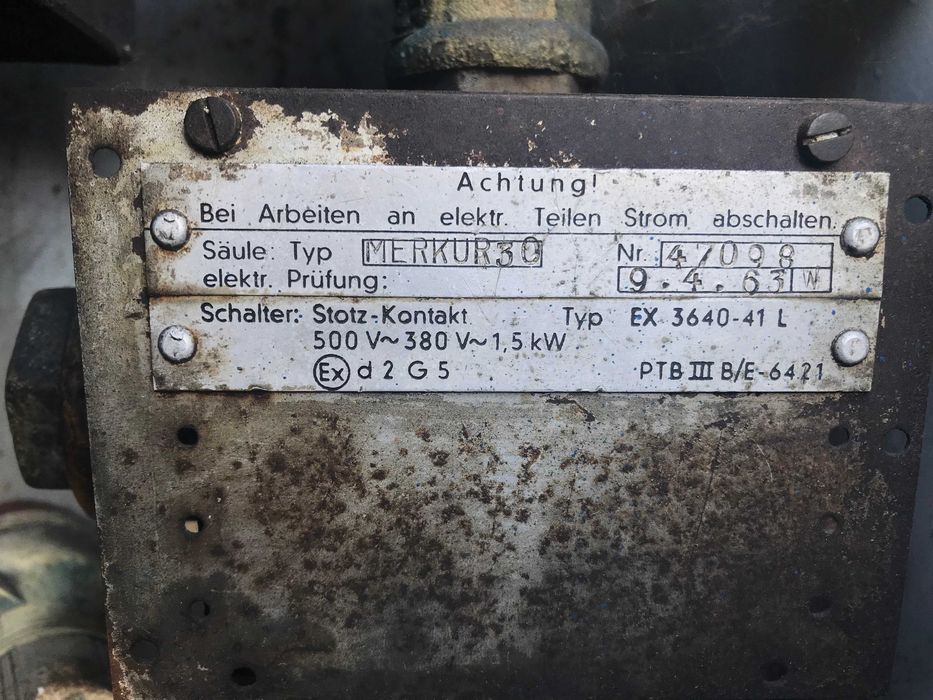 Achtung!
Bei Arbeiten an elektr. Teilen Strom abschalten.
Säule: Typ MERKUR30 Nr. 47098
elektr. Prüfung: 9.4.63 W
Schalter: Stotz-Kontakt Typ EX 3640-41 L
500 V~ 380 V~ 1,5 kW
Ex d 2 G 5 PTB III B/E-6421